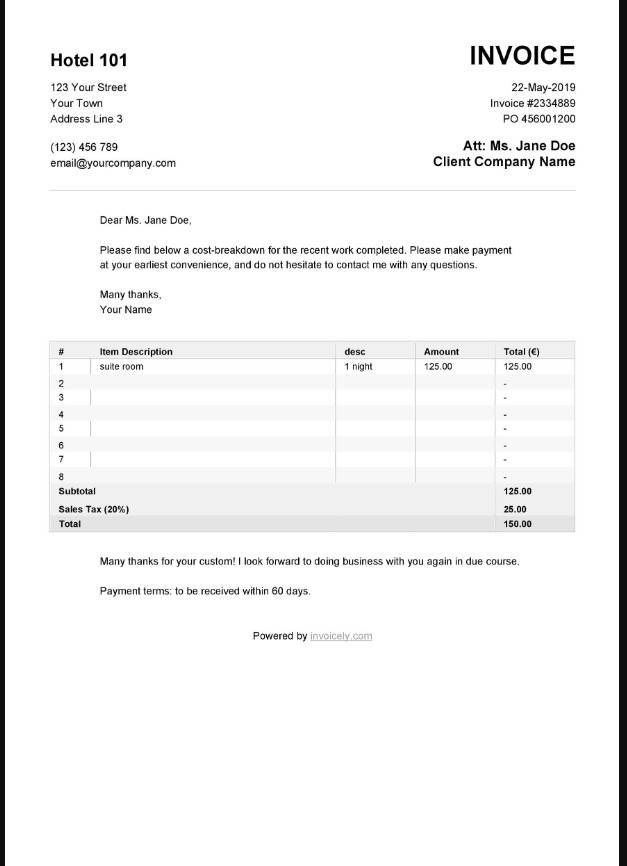 Hotel 101
INVOICE
123 Your Street
22-May-2019
Your Town
Invoice #2334889
Address Line 3
PO 456001200
(123) 456 789
Att: Ms. Jane Doe
email@yourcompany.com
Client Company Name
Dear Ms. Jane Doe,
Please find below a cost-breakdown for the recent work completed. Please make payment
at your earliest convenience, and do not hesitate to contact me with any questions.
Many thanks,
Your Name
# Item Description desc Amount Total (€)
1 suite room 1 night 125.00 125.00
2 -
3 -
4 -
5 -
6 -
7 -
8 -
Subtotal 125.00
Sales Tax (20%) 25.00
Total 150.00
Many thanks for your custom! I look forward to doing business with you again in due course.
Payment terms: to be received within 60 days.
Powered by invoicely.com